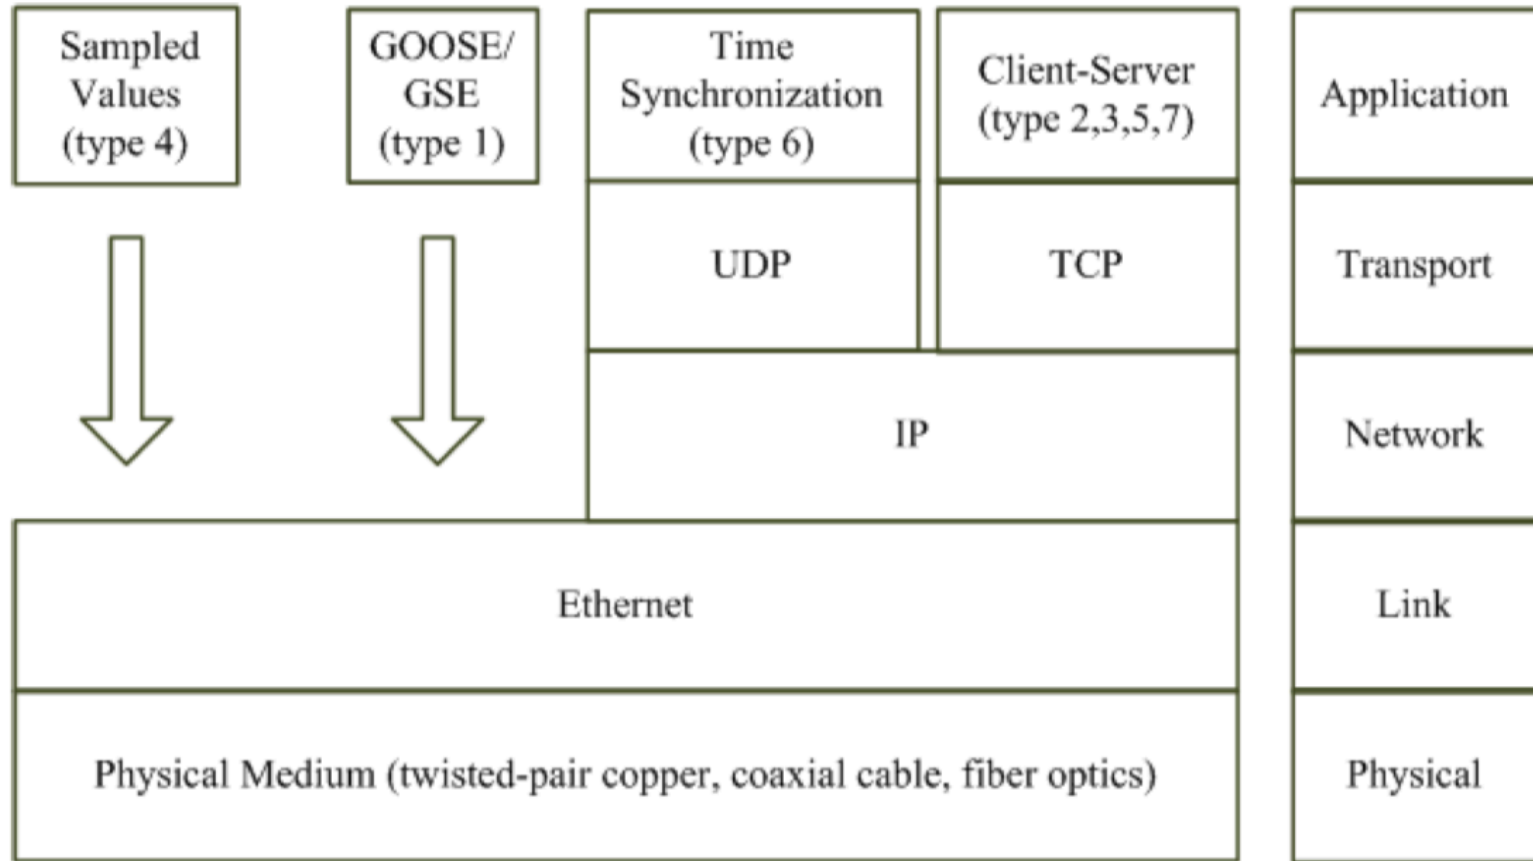 Sampled
Values
(type 4)
GOOSE/
GSE
(type 1)
Time
Synchronization
(type 6)
Client-Server
(type 2,3,5,7)
Application
UDP
TCP
Transport
IP
Network
Ethernet
Link
Physical Medium (twisted-pair copper, coaxial cable, fiber optics)
Physical